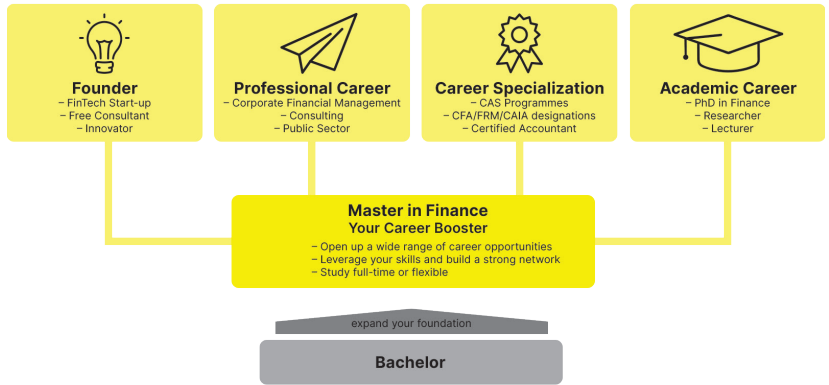 Founder
– FinTech Start-up
– Free Consultant
– Innovator
Professional Career
– Corporate Financial Management
– Consulting
– Public Sector
Career Specialization
– CAS Programmes
– CFA/FRM/CAIA designations
– Certified Accountant
Academic Career
– PhD in Finance
– Researcher
– Lecturer
Master in Finance
Your Career Booster
– Open up a wide range of career opportunities
– Leverage your skills and build a strong network
– Study full-time or flexible
expand your foundation
Bachelor